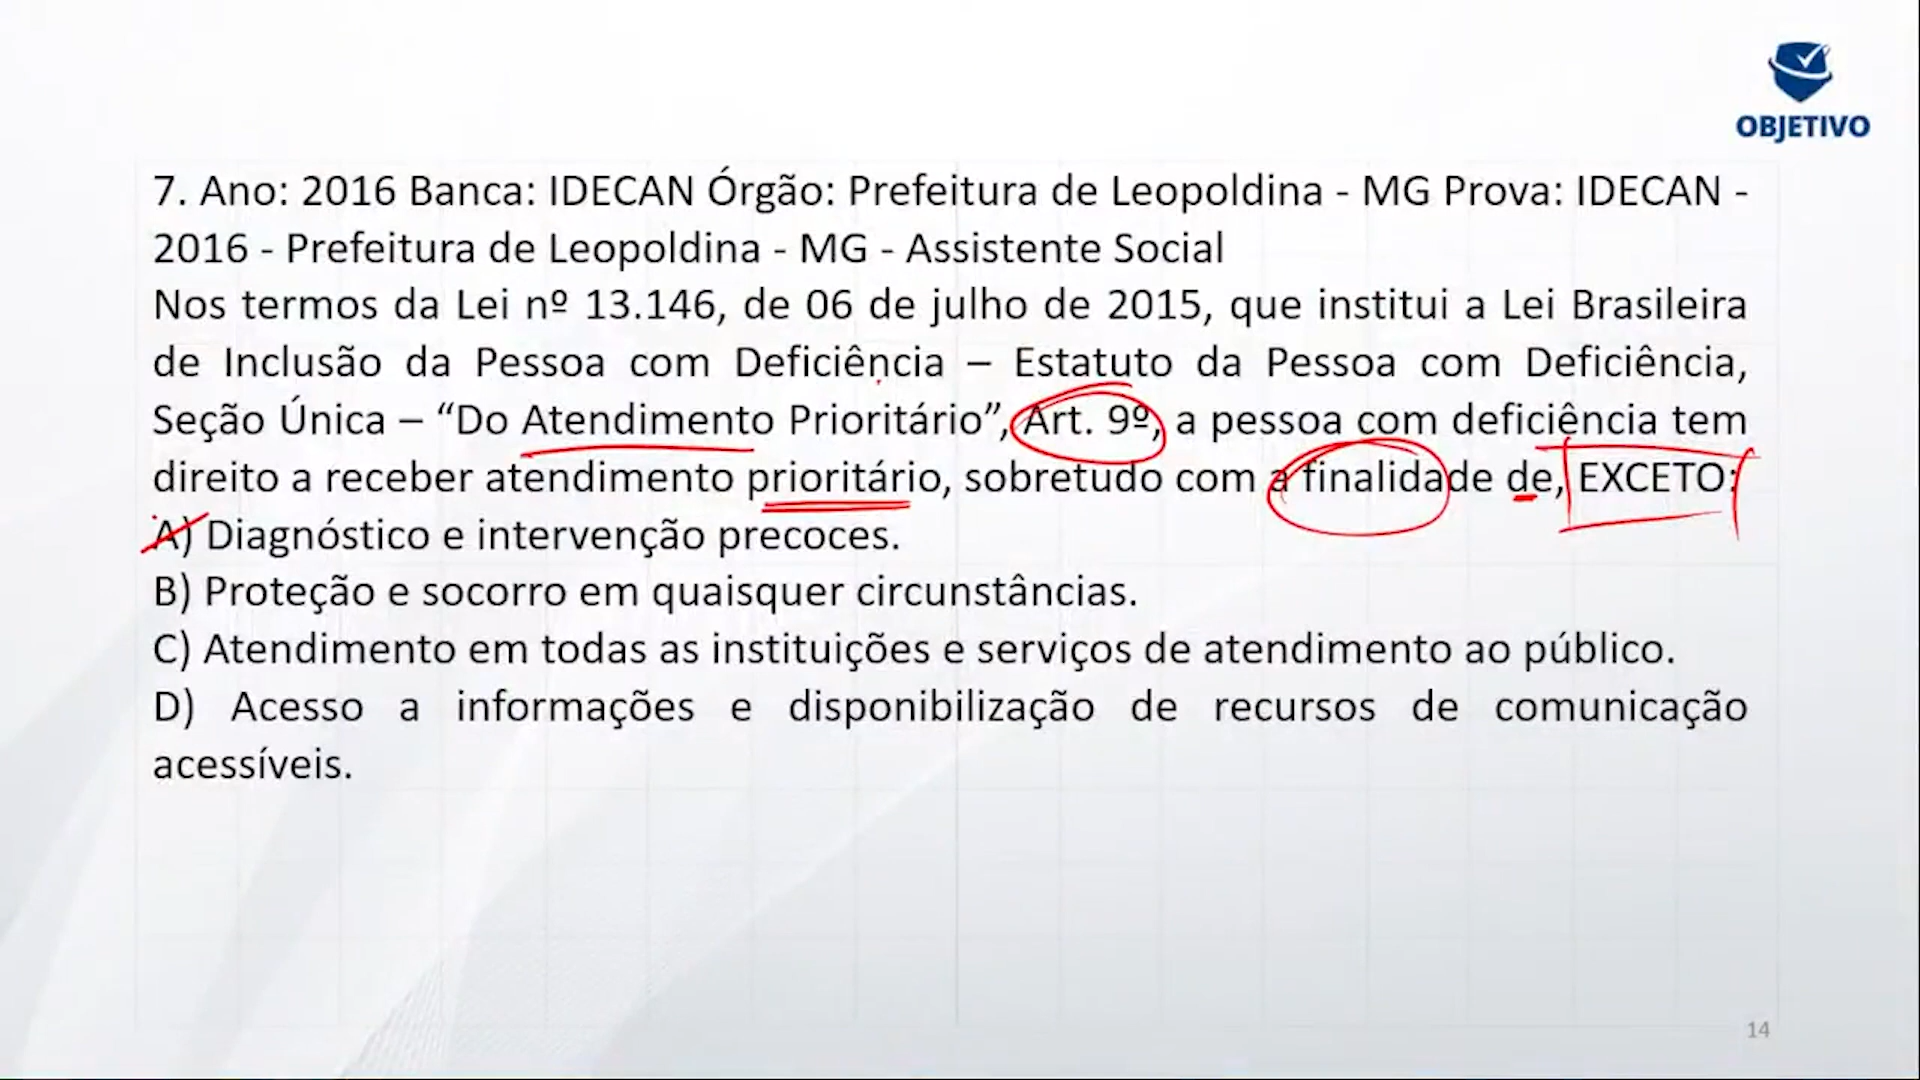 OBJETIVO
7. Ano: 2016 Banca: IDECAN Órgão: Prefeitura de Leopoldina - MG Prova: IDECAN -
2016 - Prefeitura de Leopoldina - MG - Assistente Social
Nos termos da Lei nº 13.146, de 06 de julho de 2015, que institui a Lei Brasileira
de Inclusão da Pessoa com Deficiência – Estatuto da Pessoa com Deficiência,
Seção Única – “Do Atendimento Prioritário”, Art. 9º, a pessoa com deficiência tem
direito a receber atendimento prioritário, sobretudo com a finalidade de, EXCETO:
A) Diagnóstico e intervenção precoces.
B) Proteção e socorro em quaisquer circunstâncias.
C) Atendimento em todas as instituições e serviços de atendimento ao público.
D) Acesso a informações e disponibilização de recursos de comunicação
acessíveis.
14